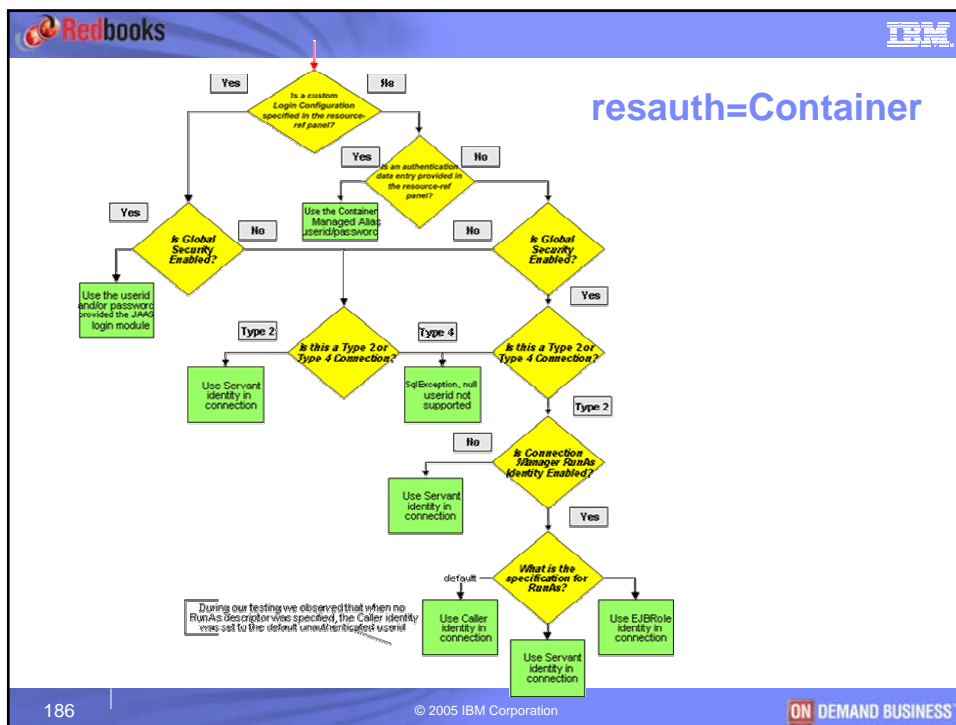 Redbooks
IBM
resauth=Container
Yes
No
Is a custom
Login Configuration
specified in the resource-
ref panel?
Yes
No
Is an authentication
data entry provided in
the resource-ref
panel?
Use the Container
Managed Alias
userid/password
Yes
No
Is Global
Security
Enabled?
No
Is Global
Security
Enabled?
Yes
Use the userid
and/or password
provided the JAAS
login module
Type 2
Is this a Type 2 or
Type 4 Connection?
Type 4
Is this a Type 2 or
Type 4 Connection?
Use Servant
identity in
connection
SqlException, null
userid not
supported
Type 2
No
Is Connection
Manager RunAs
Identity Enabled?
Use Servant
identity in
connection
Yes
What is the
specification for
RunAs?
default
During our testing we observed that when no
RunAs descriptor was specified, the Caller identity
was set to the default unauthenticated userid
Use Caller
identity in
connection
Use EJBRole
identity in
connection
Use Servant
identity in
connection
186
© 2005 IBM Corporation
ON DEMAND BUSINESS